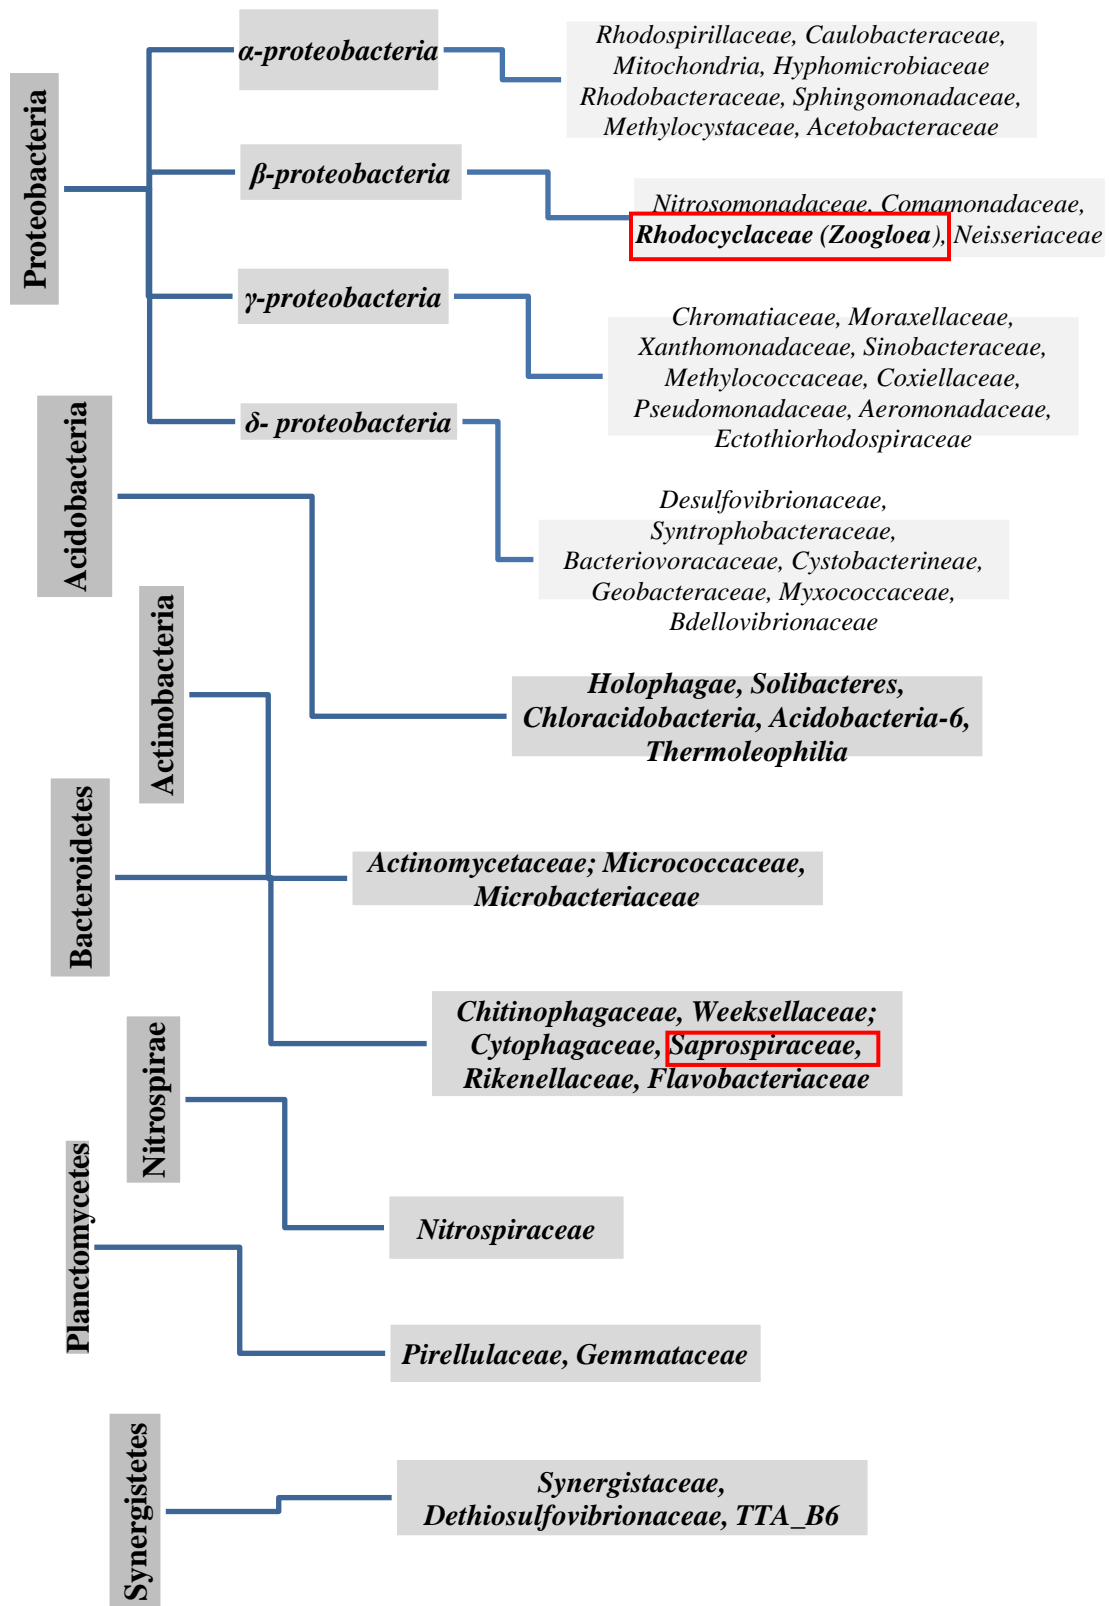 Proteobacteria
α-proteobacteria
Rhodospirillaceae, Caulobacteraceae,
Mitochondria, Hyphomicrobiaceae
Rhodobacteraceae, Sphingomonadaceae,
Methylocystaceae, Acetobacteraceae
β-proteobacteria
Nitrosomonadaceae, Comamonadaceae,
Rhodocyclaceae (Zoogloea), Neisseriaceae
γ-proteobacteria
Chromatiaceae, Moraxellaceae,
Xanthomonadaceae, Sinobacteraceae,
Methylococcaceae, Coxiellaceae,
Pseudomonadaceae, Aeromonadaceae,
Ectothiorhodospiraceae
δ- proteobacteria
Desulfovibrionaceae,
Syntrophobacteraceae,
Bacteriovoracaceae, Cystobacterineae,
Geobacteraceae, Myxococcaceae,
Bdellovibrionaceae
Acidobacteria
Holophagae, Solibacteres,
Chloracidobacteria, Acidobacteria-6,
Thermoleophilia
Actinobacteria
Actinomycetaceae; Micrococcaceae,
Microbacteriaceae
Bacteroidetes
Chitinophagaceae, Weeksellaceae;
Cytophagaceae, Saprospiraceae,
Rikenellaceae, Flavobacteriaceae
Nitrospirae
Nitrospiraceae
Planctomycetes
Pirellulaceae, Gemmataceae
Synergistetes
Synergistaceae,
Dethiosulfovibrionaceae, TTA_B6